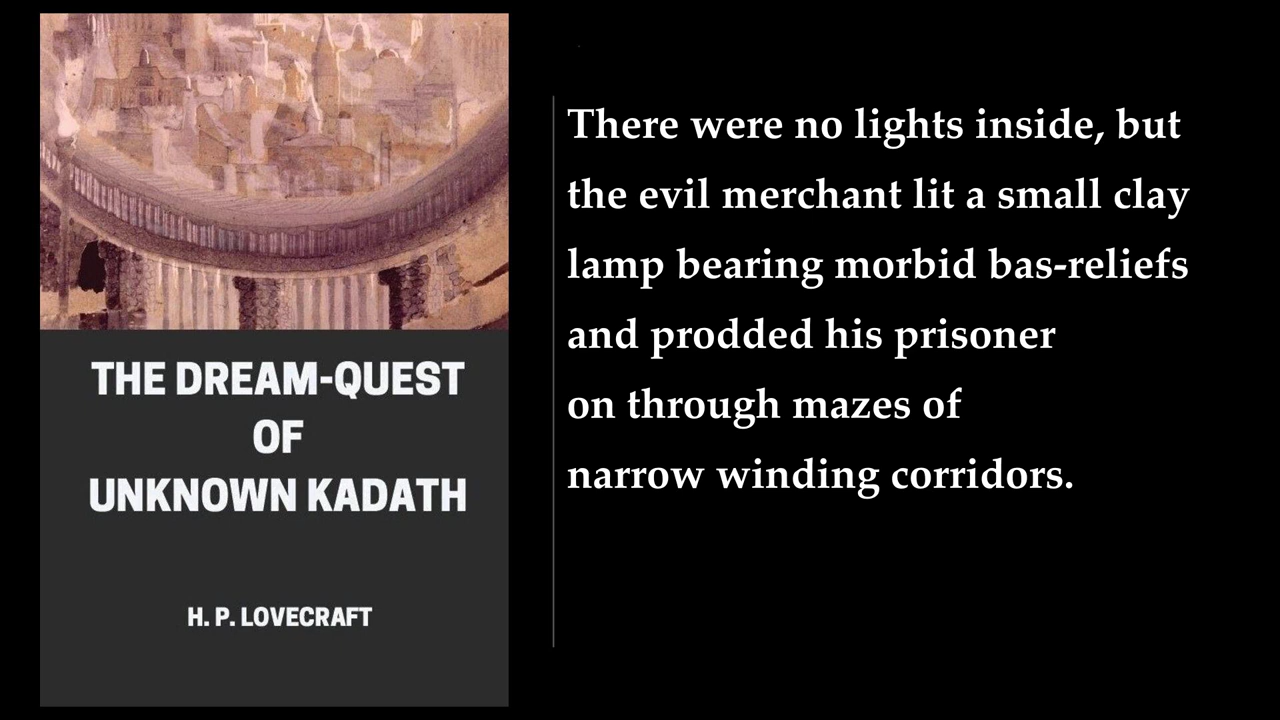 THE DREAM-QUEST
OF
UNKNOWN KADATH
H. P. LOVECRAFT
There were no lights inside, but
the evil merchant lit a small clay
lamp bearing morbid bas-reliefs
and prodded his prisoner
on through mazes of
narrow winding corridors.